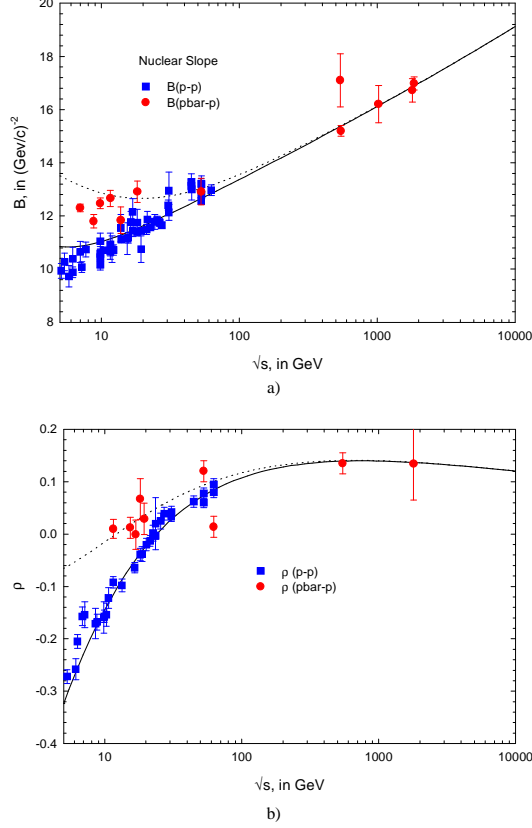 20
18
16
14
12
10
8
B, in (Gev/c)^-2
Nuclear Slope
B(p-p)
B(pbar-p)
10
100
1000
10000
√s, in GeV
a)
0.2
0.1
0.0
-0.1
-0.2
-0.3
-0.4
ρ
ρ (p-p)
ρ (pbar-p)
10
100
1000
10000
√s, in GeV
b)